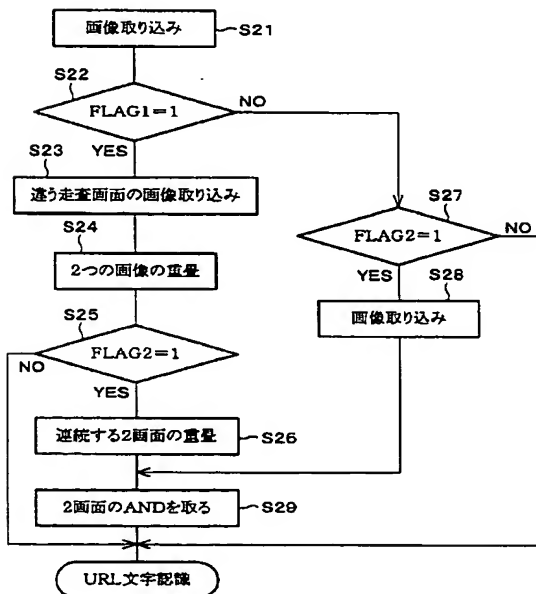 画像取り込み
S21
S22
FLAG1=1
NO
YES
S23
違う走査画面の画像取り込み
S24
2つの画像の重畳
S27
FLAG2=1
NO
YES
S28
画像取り込み
S25
FLAG2=1
NO
YES
連続する2画面の重畳
S26
2画面のANDを取る
S29
URL文字認識